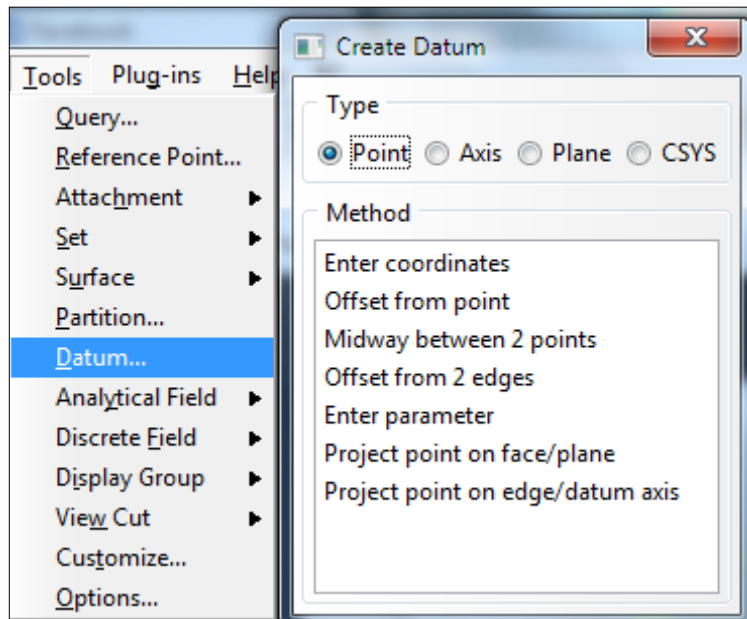 Tools Plug-ins Help
Query...
Reference Point...
Attachment
Set
Surface
Partition...
Datum...
Analytical Field
Discrete Field
Display Group
View Cut
Customize...
Options...
Create Datum
Type
Point Axis Plane CSYS
Method
Enter coordinates
Offset from point
Midway between 2 points
Offset from 2 edges
Enter parameter
Project point on face/plane
Project point on edge/datum axis